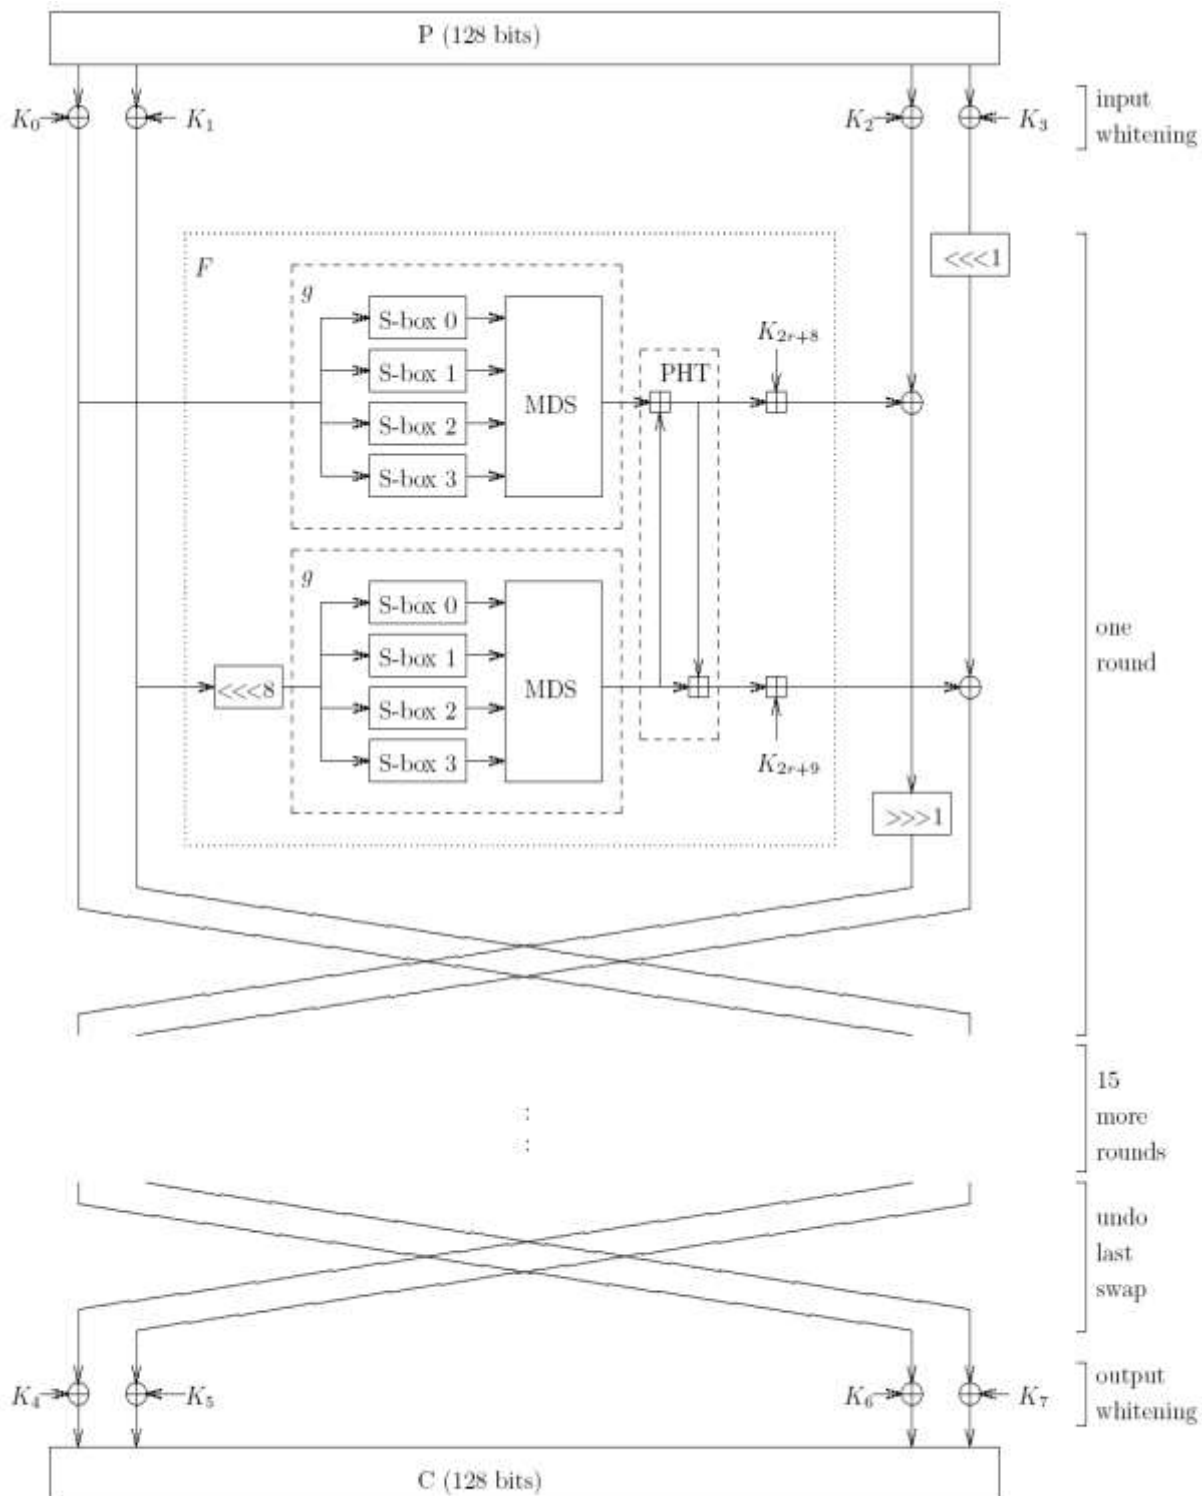 P (128 bits)
K₀ K₁ K₂ K₃
input
whitening
F
<<<1
g
S-box 0
S-box 1
S-box 2
S-box 3
MDS
PHT
K₂ᵣ₊₈
g
<<<8
S-box 0
S-box 1
S-box 2
S-box 3
MDS
K₂ᵣ₊₉
>>>1
one
round
:
:
15
more
rounds
undo
last
swap
K₄ K₅ K₆ K₇
output
whitening
C (128 bits)